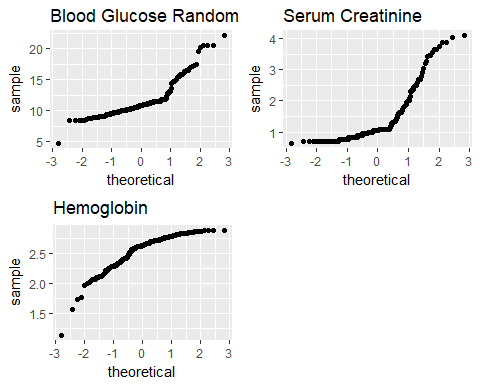 Blood Glucose Random
sample
20
15
10
5
-3 -2 -1 0 1 2 3
theoretical
Serum Creatinine
sample
4
3
2
1
-3 -2 -1 0 1 2 3
theoretical
Hemoglobin
sample
2.5
2.0
1.5
-3 -2 -1 0 1 2 3
theoretical